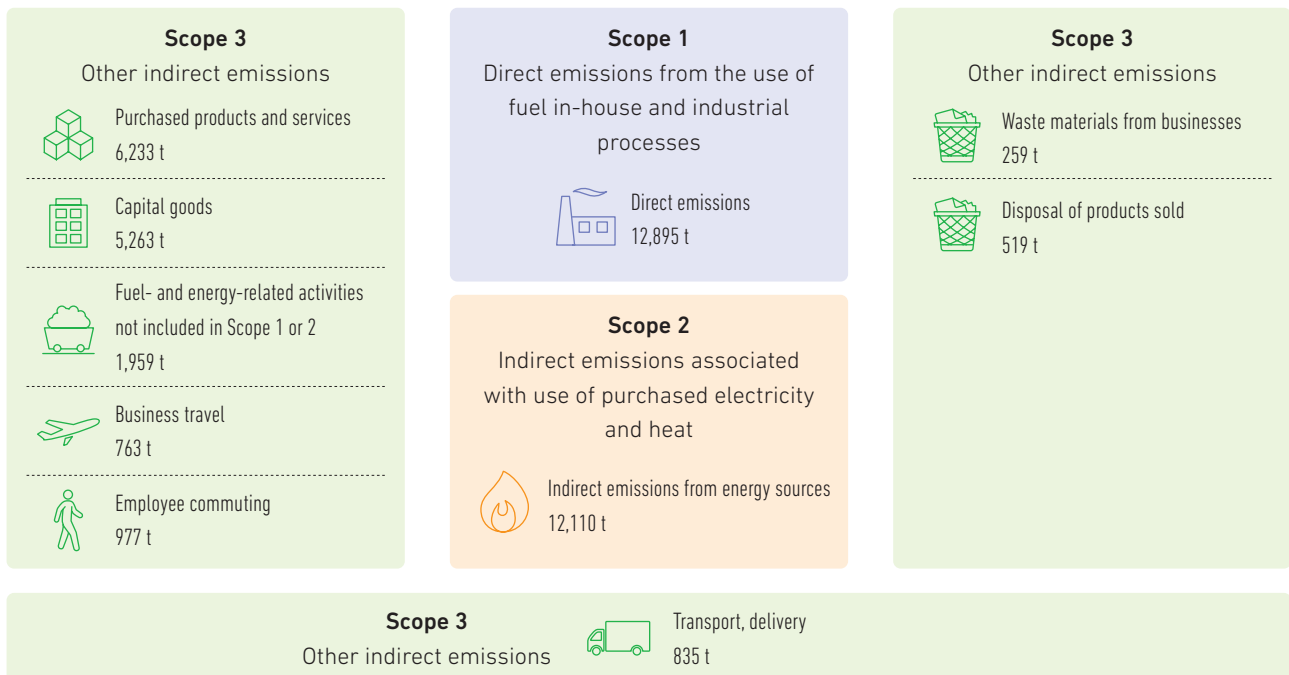 Scope 3
Other indirect emissions
Purchased products and services
6,233 t
Capital goods
5,263 t
Fuel- and energy-related activities
not included in Scope 1 or 2
1,959 t
Business travel
763 t
Employee commuting
977 t
Scope 1
Direct emissions from the use of
fuel in-house and industrial
processes
Direct emissions
12,895 t
Scope 2
Indirect emissions associated
with use of purchased electricity
and heat
Indirect emissions from energy sources
12,110 t
Scope 3
Other indirect emissions
Waste materials from businesses
259 t
Disposal of products sold
519 t
Scope 3
Other indirect emissions
Transport, delivery
835 t